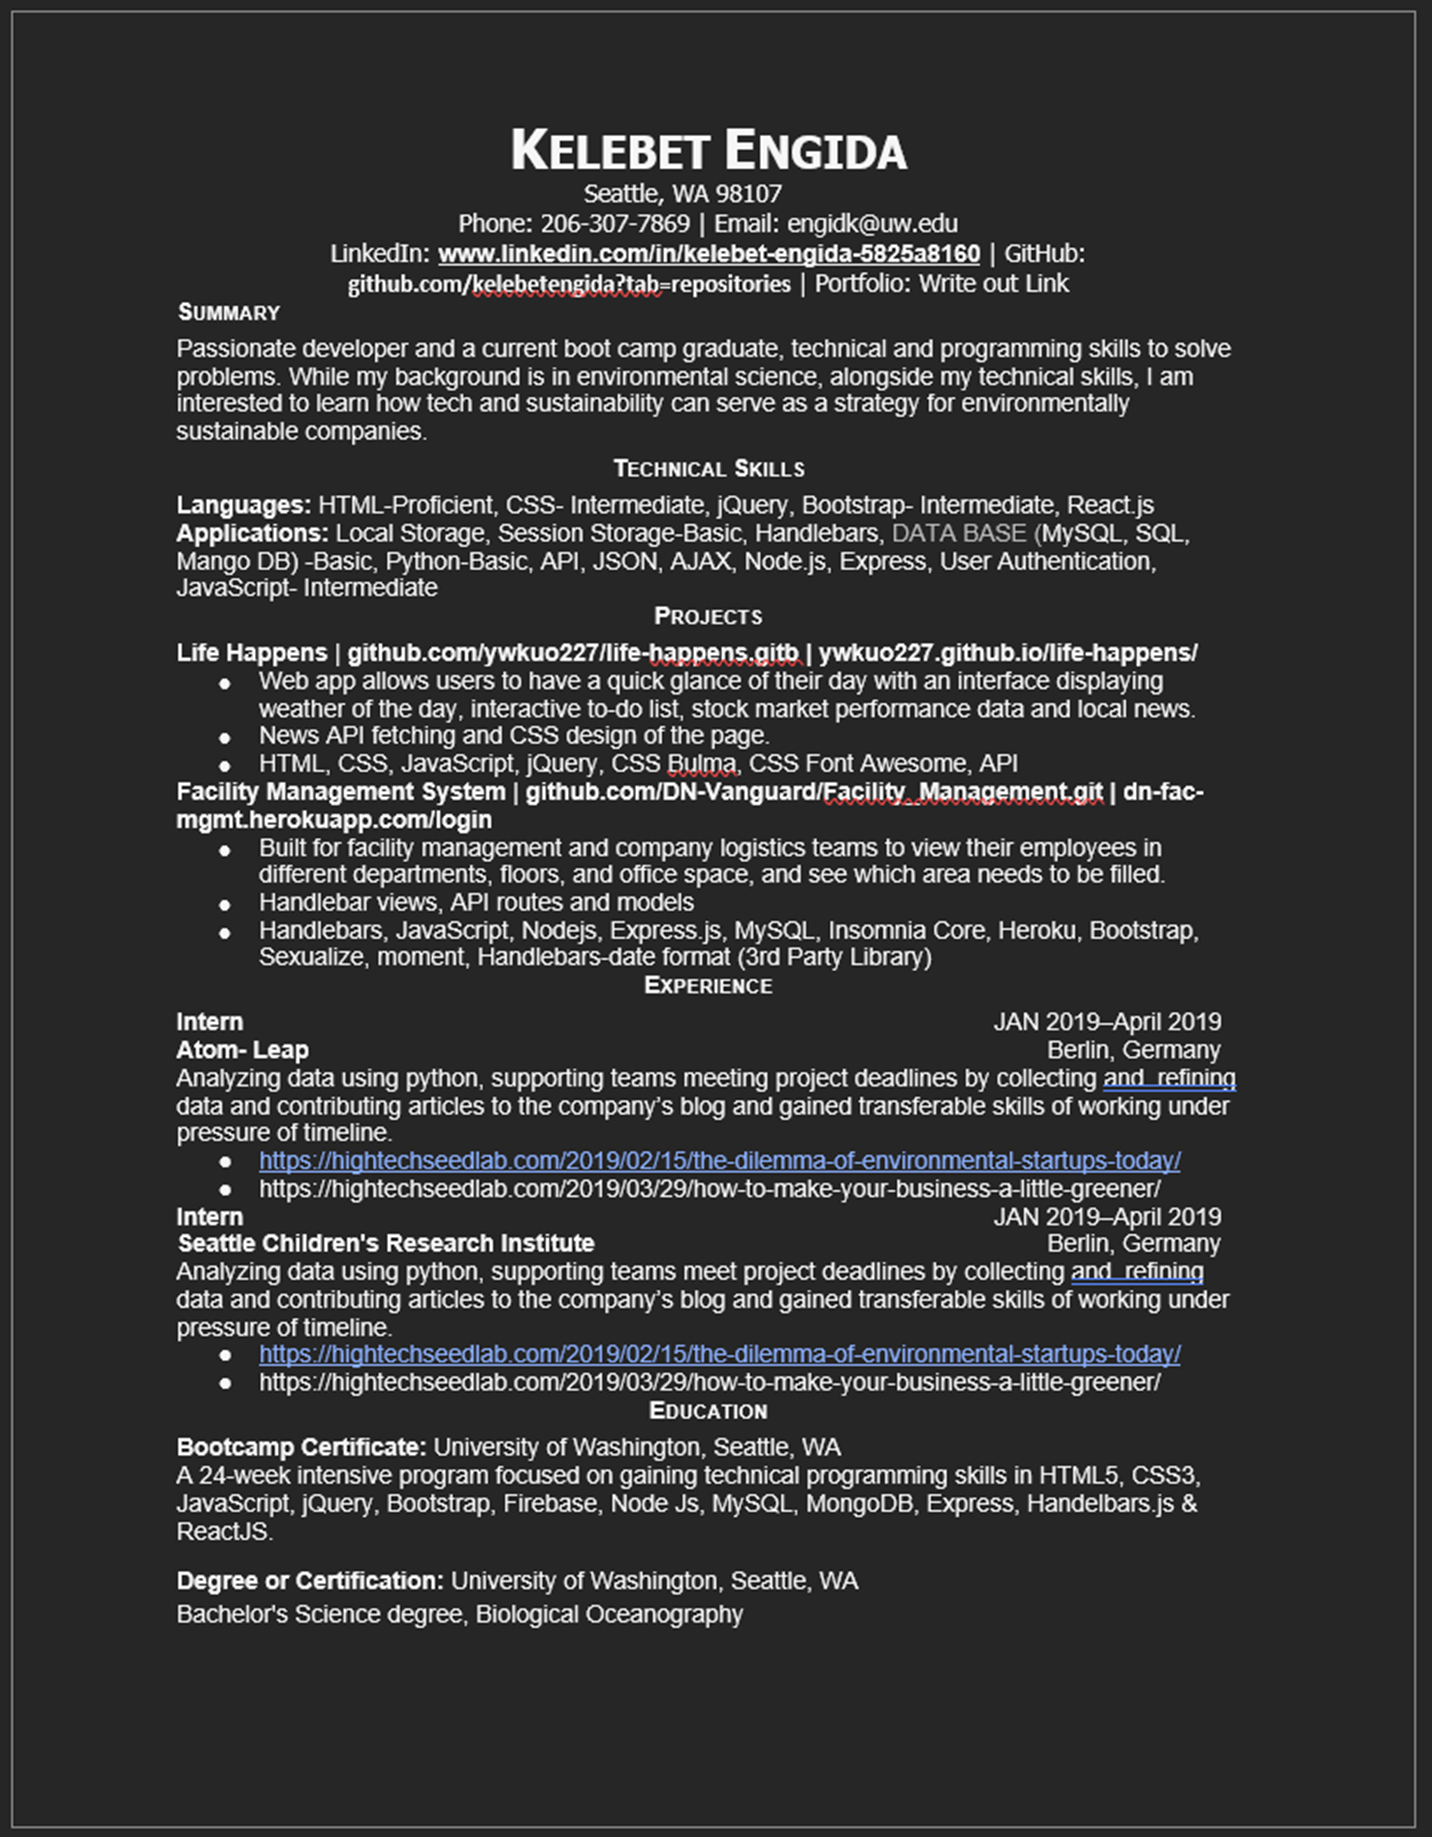 KELEBET ENGIDA
Seattle, WA 98107
Phone: 206-307-7869 | Email: engidk@uw.edu
LinkedIn: www.linkedin.com/in/kelebet-engida-5825a8160 | GitHub:
github.com/kelebetengida?tab=repositories | Portfolio: Write out Link
SUMMARY
Passionate developer and a current boot camp graduate, technical and programming skills to solve
problems. While my background is in environmental science, alongside my technical skills, I am
interested to learn how tech and sustainability can serve as a strategy for environmentally
sustainable companies.
TECHNICAL SKILLS
Languages: HTML-Proficient, CSS- Intermediate, jQuery, Bootstrap- Intermediate, React.js
Applications: Local Storage, Session Storage-Basic, Handlebars, DATA BASE (MySQL, SQL,
Mango DB) -Basic, Python-Basic, API, JSON, AJAX, Node.js, Express, User Authentication,
JavaScript- Intermediate
PROJECTS
Life Happens | github.com/ywkuo227/life-happens.gitb | ywkuo227.github.io/life-happens/
● Web app allows users to have a quick glance of their day with an interface displaying
weather of the day, interactive to-do list, stock market performance data and local news.
● News API fetching and CSS design of the page.
● HTML, CSS, JavaScript, jQuery, CSS Bulma, CSS Font Awesome, API
Facility Management System | github.com/DN-Vanguard/Facility_Management.git | dn-fac-
mgmt.herokuapp.com/login
● Built for facility management and company logistics teams to view their employees in
different departments, floors, and office space, and see which area needs to be filled.
● Handlebar views, API routes and models
● Handlebars, JavaScript, Nodejs, Express.js, MySQL, Insomnia Core, Heroku, Bootstrap,
Sexualize, moment, Handlebars-date format (3rd Party Library)
EXPERIENCE
Intern JAN 2019–April 2019
Atom- Leap Berlin, Germany
Analyzing data using python, supporting teams meeting project deadlines by collecting and  refining
data and contributing articles to the company’s blog and gained transferable skills of working under
pressure of timeline.
● https://hightechseedlab.com/2019/02/15/the-dilemma-of-environmental-startups-today/
● https://hightechseedlab.com/2019/03/29/how-to-make-your-business-a-little-greener/
Intern JAN 2019–April 2019
Seattle Children's Research Institute Berlin, Germany
Analyzing data using python, supporting teams meet project deadlines by collecting and  refining
data and contributing articles to the company’s blog and gained transferable skills of working under
pressure of timeline.
● https://hightechseedlab.com/2019/02/15/the-dilemma-of-environmental-startups-today/
● https://hightechseedlab.com/2019/03/29/how-to-make-your-business-a-little-greener/
EDUCATION
Bootcamp Certificate: University of Washington, Seattle, WA
A 24-week intensive program focused on gaining technical programming skills in HTML5, CSS3,
JavaScript, jQuery, Bootstrap, Firebase, Node Js, MySQL, MongoDB, Express, Handelbars.js &
ReactJS.
Degree or Certification: University of Washington, Seattle, WA
Bachelor's Science degree, Biological Oceanography